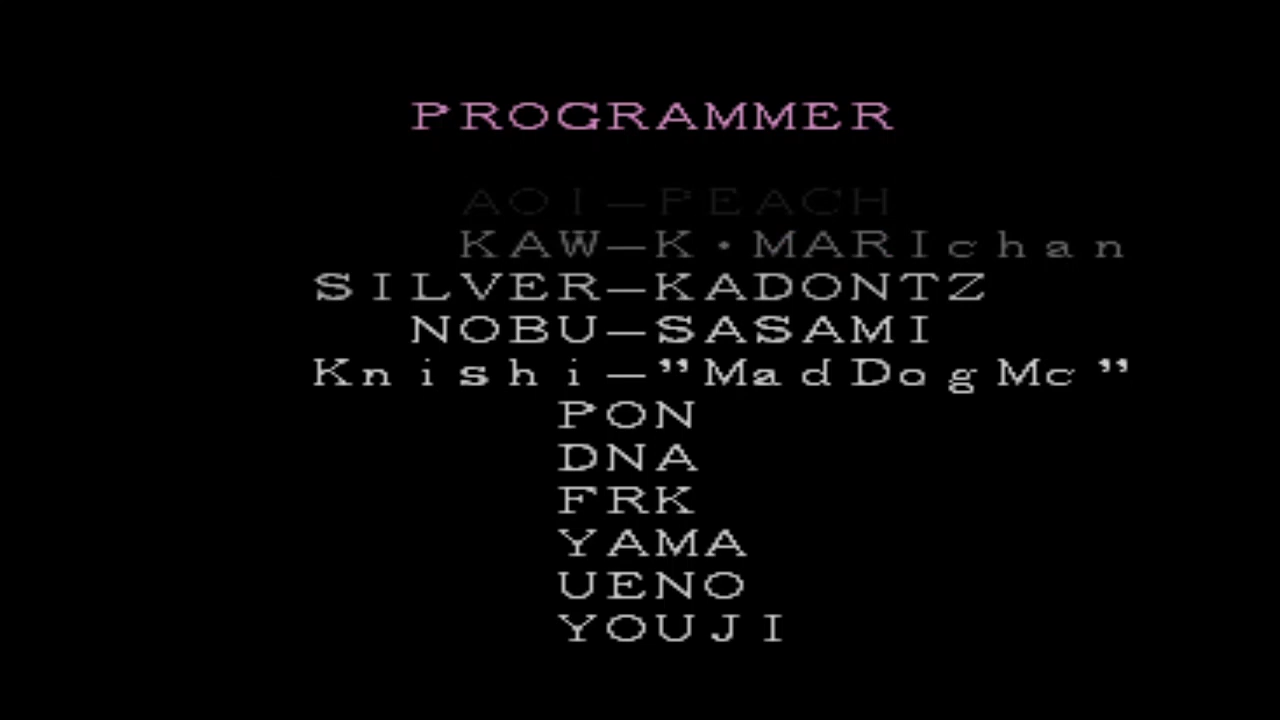 PROGRAMMER
AOI-PEACH
KAW-K・MARIchan
SILVER-KADONTZ
NOBU-SASAMI
Knishi-"MadDogMc"
PON
DNA
FRK
YAMA
UENO
YOUJI